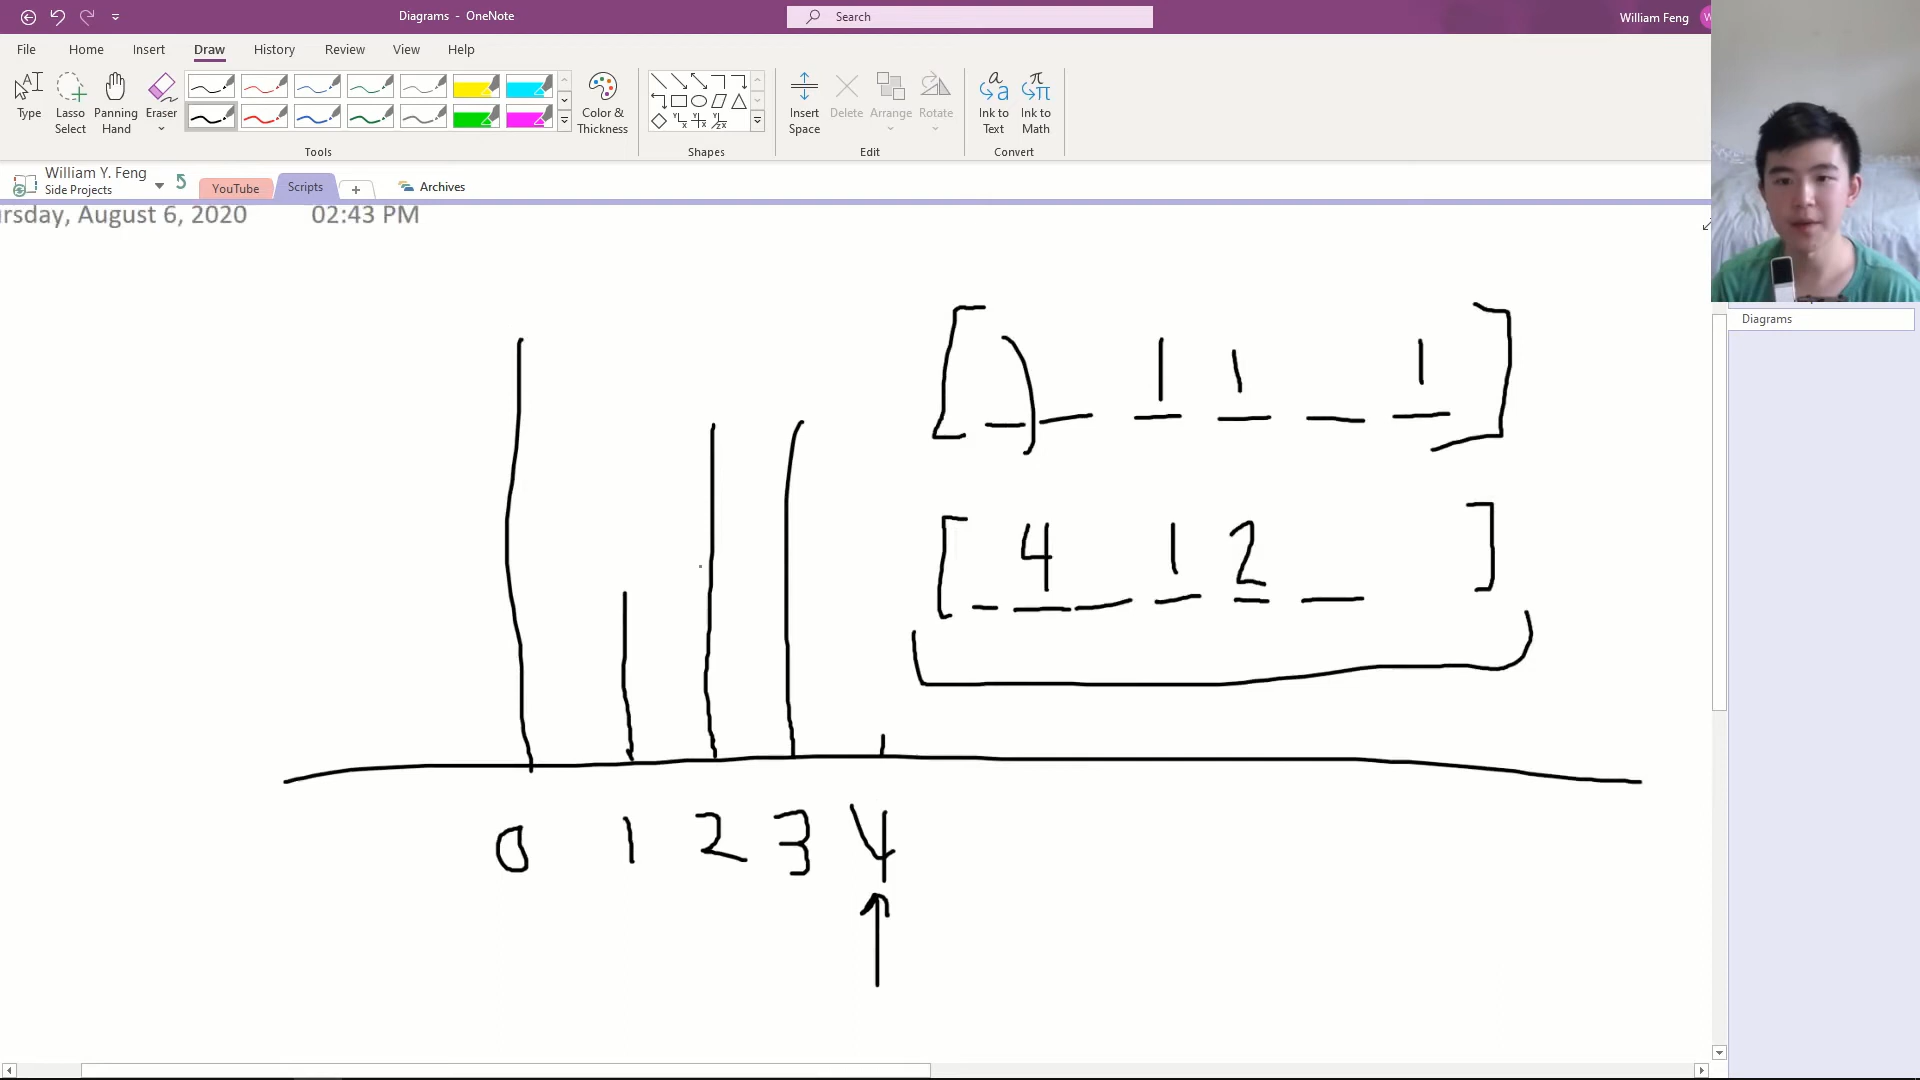 Diagrams - OneNote
Search
William Feng
W
File Home Insert Draw History Review View Help
Type
Lasso Select
Panning Hand
Eraser
Color & Thickness
Insert Space
Delete
Arrange
Rotate
Ink to Text
Ink to Math
Tools
Shapes
Edit
Convert
William Y. Feng
Side Projects
YouTube
Scripts
+
Archives
ursday, August 6, 2020 02:43 PM
Diagrams
[ ) 1 1 1 ]
[ 4 1 2 ]
0 1 2 3 4